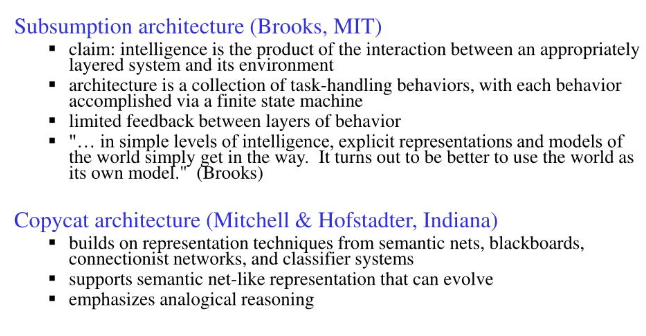 Subsumption architecture (Brooks, MIT)
▪ claim: intelligence is the product of the interaction between an appropriately
layered system and its environment
▪ architecture is a collection of task-handling behaviors, with each behavior
accomplished via a finite state machine
▪ limited feedback between layers of behavior
▪ "… in simple levels of intelligence, explicit representations and models of
the world simply get in the way.  It turns out to be better to use the world as
its own model."  (Brooks)
Copycat architecture (Mitchell & Hofstadter, Indiana)
▪ builds on representation techniques from semantic nets, blackboards,
connectionist networks, and classifier systems
▪ supports semantic net-like representation that can evolve
▪ emphasizes analogical reasoning